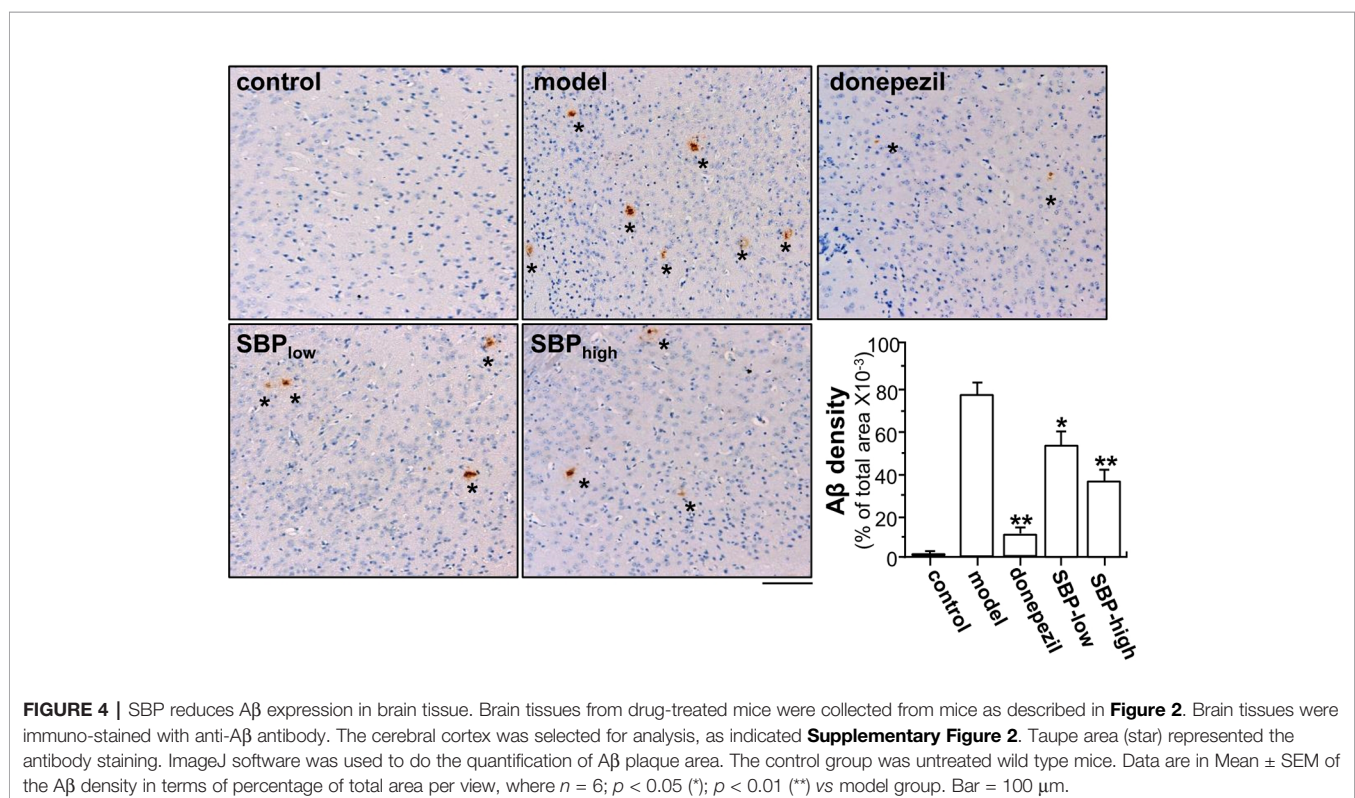 control
model
donepezil
*
*
*
*
*
*
*
*
*
SBPlow
SBPhigh
*
*
*
*
*
*
*
Aβ density
(% of total area X10-3)
100
80
60
40
20
0
**
*
**
control
model
donepezil
SBP-low
SBP-high
FIGURE 4 | SBP reduces Aβ expression in brain tissue. Brain tissues from drug-treated mice were collected from mice as described in Figure 2. Brain tissues were
immuno-stained with anti-Aβ antibody. The cerebral cortex was selected for analysis, as indicated Supplementary Figure 2. Taupe area (star) represented the
antibody staining. ImageJ software was used to do the quantification of Aβ plaque area. The control group was untreated wild type mice. Data are in Mean ± SEM of
the Aβ density in terms of percentage of total area per view, where n = 6; p < 0.05 (*); p < 0.01 (**) vs model group. Bar = 100 μm.